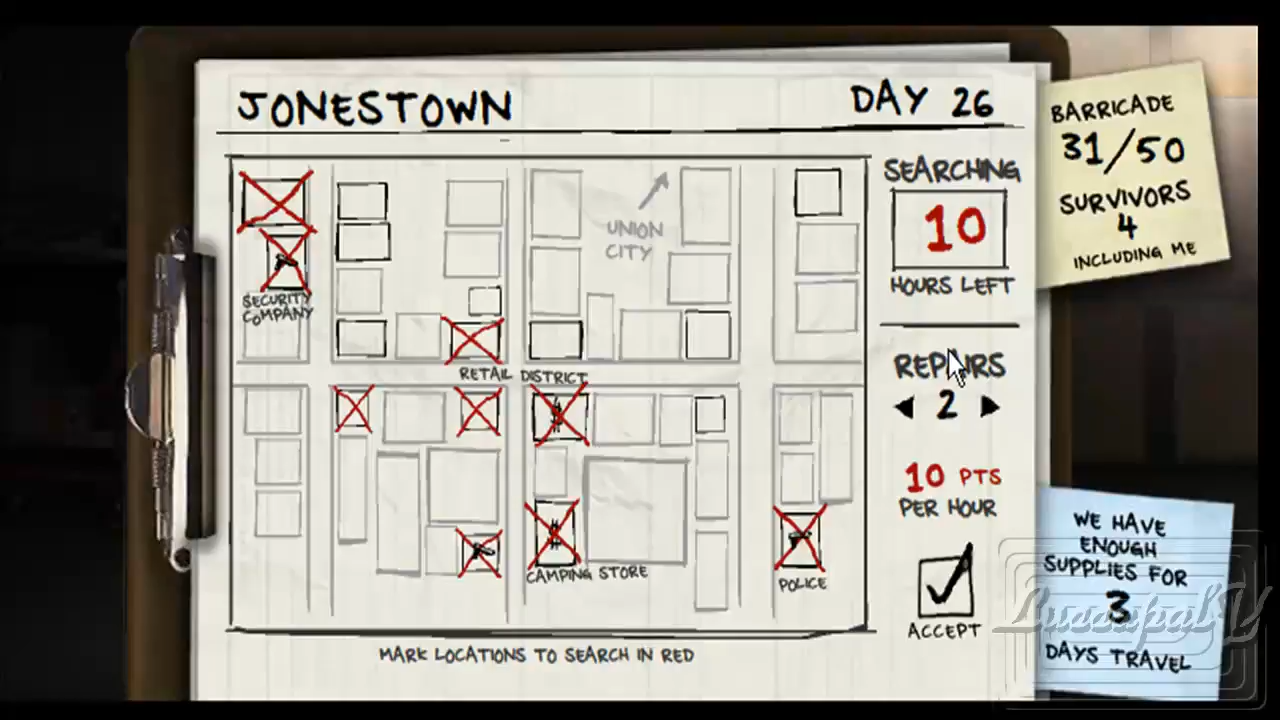 JONESTOWN
DAY 26
BARRICADE
31/50
SURVIVORS
4
INCLUDING ME
SEARCHING
10
HOURS LEFT
UNION
CITY
SECURITY
COMPANY
RETAIL DISTRICT
REPAIRS
2
10 PTS
PER HOUR
CAMPING STORE
POLICE
ACCEPT
MARK LOCATIONS TO SEARCH IN RED
WE HAVE
ENOUGH
SUPPLIES FOR
3
DAYS TRAVEL